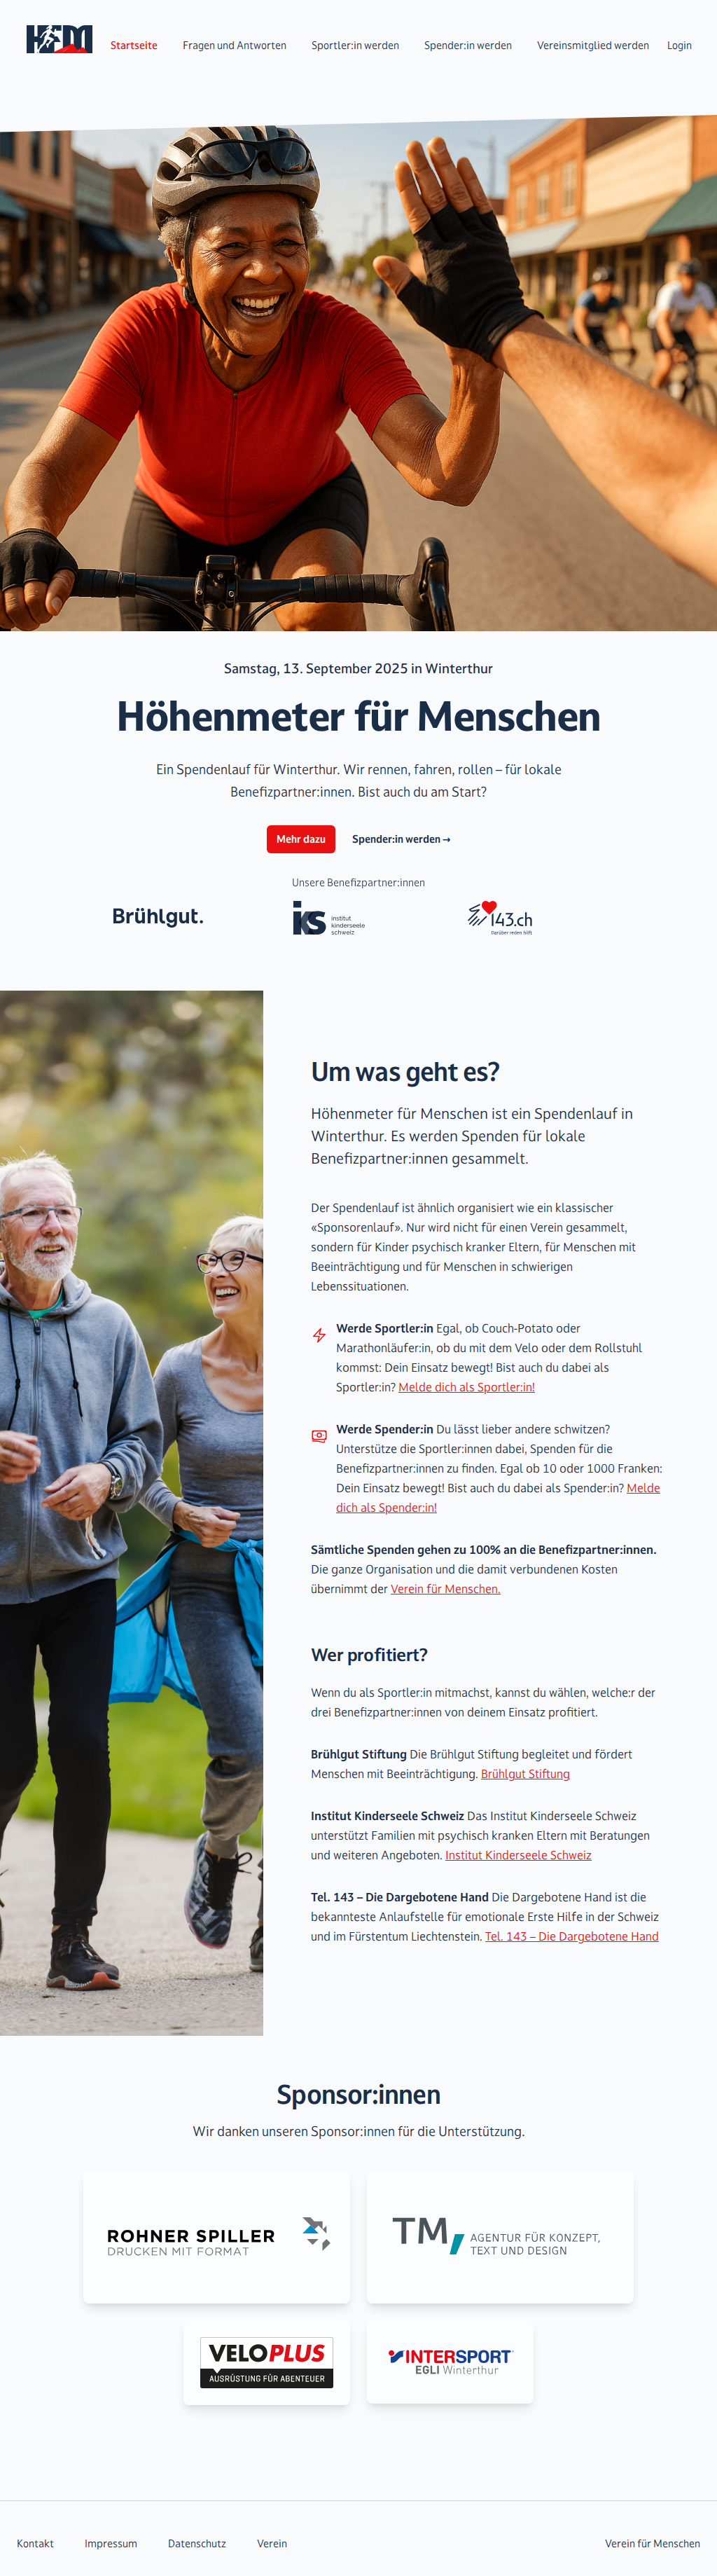 HFM
Startseite
Fragen und Antworten
Sportler:in werden
Spender:in werden
Vereinsmitglied werden
Login
Samstag, 13. September 2025 in Winterthur
Höhenmeter für Menschen
Ein Spendenlauf für Winterthur. Wir rennen, fahren, rollen – für lokale
Benefizpartner:innen. Bist auch du am Start?
Mehr dazu
Spender:in werden →
Unsere Benefizpartner:innen
Brühlgut.
iks
institut
kinderseele
schweiz
143.ch
Darüber reden hilft
Um was geht es?
Höhenmeter für Menschen ist ein Spendenlauf in
Winterthur. Es werden Spenden für lokale
Benefizpartner:innen gesammelt.
Der Spendenlauf ist ähnlich organisiert wie ein klassischer
«Sponsorenlauf». Nur wird nicht für einen Verein gesammelt,
sondern für Kinder psychisch kranker Eltern, für Menschen mit
Beeinträchtigung und für Menschen in schwierigen
Lebenssituationen.
Werde Sportler:in Egal, ob Couch-Potato oder
Marathonläufer:in, ob du mit dem Velo oder dem Rollstuhl
kommst: Dein Einsatz bewegt! Bist auch du dabei als
Sportler:in? Melde dich als Sportler:in!
Werde Spender:in Du lässt lieber andere schwitzen?
Unterstütze die Sportler:innen dabei, Spenden für die
Benefizpartner:innen zu finden. Egal ob 10 oder 1000 Franken:
Dein Einsatz bewegt! Bist auch du dabei als Spender:in? Melde
dich als Spender:in!
Sämtliche Spenden gehen zu 100% an die Benefizpartner:innen.
Die ganze Organisation und die damit verbundenen Kosten
übernimmt der Verein für Menschen.
Wer profitiert?
Wenn du als Sportler:in mitmachst, kannst du wählen, welche:r der
drei Benefizpartner:innen von deinem Einsatz profitiert.
Brühlgut Stiftung Die Brühlgut Stiftung begleitet und fördert
Menschen mit Beeinträchtigung. Brühlgut Stiftung
Institut Kinderseele Schweiz Das Institut Kinderseele Schweiz
unterstützt Familien mit psychisch kranken Eltern mit Beratungen
und weiteren Angeboten. Institut Kinderseele Schweiz
Tel. 143 – Die Dargebotene Hand Die Dargebotene Hand ist die
bekannteste Anlaufstelle für emotionale Erste Hilfe in der Schweiz
und im Fürstentum Liechtenstein. Tel. 143 – Die Dargebotene Hand
Sponsor:innen
Wir danken unseren Sponsor:innen für die Unterstützung.
ROHNER SPILLER
DRUCKEN MIT FORMAT
TM,
AGENTUR FÜR KONZEPT,
TEXT UND DESIGN
VELOPLUS
AUSRÜSTUNG FÜR ABENTEUER
INTERSPORT
EGLI Winterthur
Kontakt
Impressum
Datenschutz
Verein
Verein für Menschen